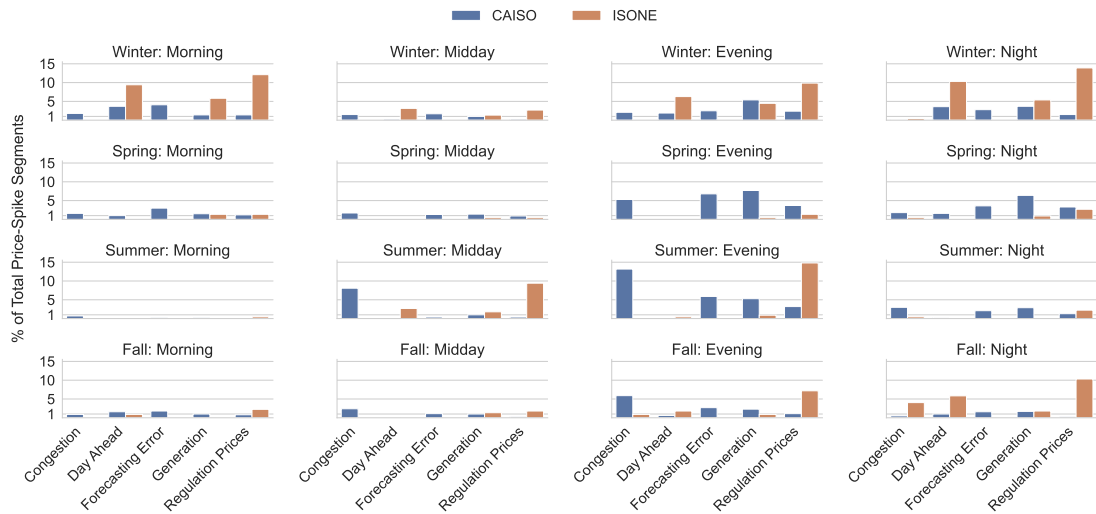 CAISO ISONE
% of Total Price-Spike Segments
Winter: Morning Winter: Midday Winter: Evening Winter: Night
15
10
5
1
Spring: Morning Spring: Midday Spring: Evening Spring: Night
15
10
5
1
Summer: Morning Summer: Midday Summer: Evening Summer: Night
15
10
5
1
Fall: Morning Fall: Midday Fall: Evening Fall: Night
15
10
5
1
Congestion Day Ahead Forecasting Error Generation Regulation Prices
Congestion Day Ahead Forecasting Error Generation Regulation Prices
Congestion Day Ahead Forecasting Error Generation Regulation Prices
Congestion Day Ahead Forecasting Error Generation Regulation Prices